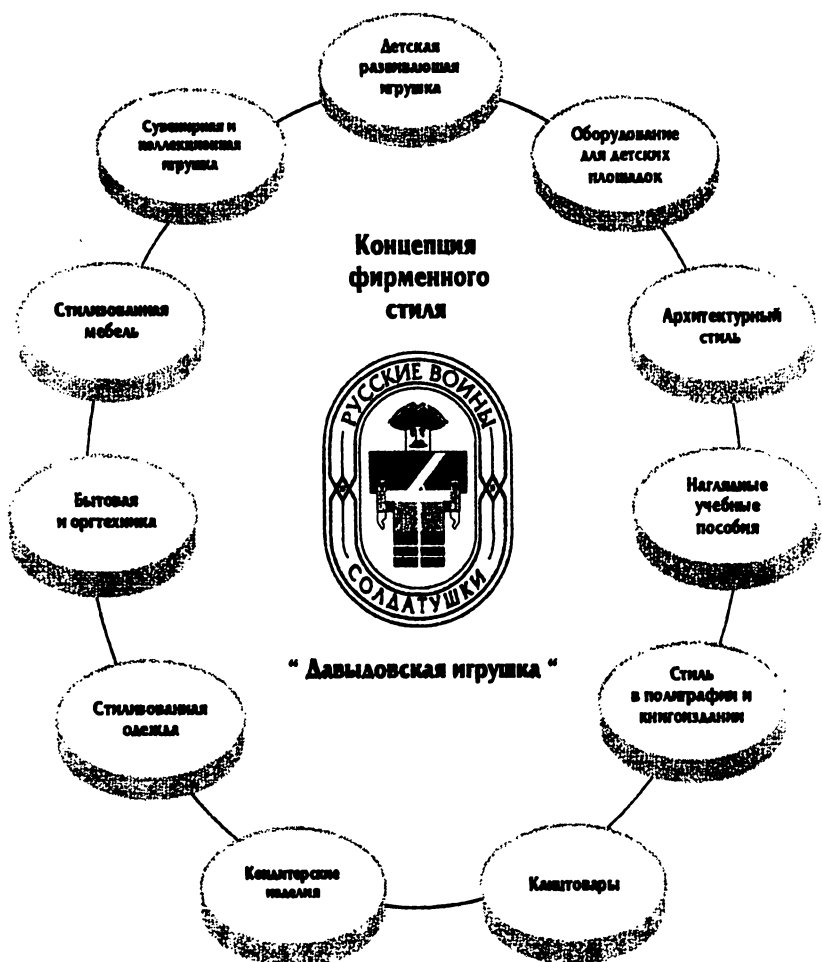 Детская
развивающая
игрушка
Сувенирная и
коллекционная
игрушка
Оборудование
для детских
площадок
Концепция
фирменного
стиля
Стилизованная
мебель
Архитектурный
стиль
РУССКИЕ ВОИНЫ
СОЛДАТУШКИ
Бытовая
и оргтехника
Наглядные
учебные
пособия
" Давыдовская игрушка "
Стилизованная
одежда
Стиль
в полиграфии и
книгоиздании
Кондитерские
изделия
Канцтовары